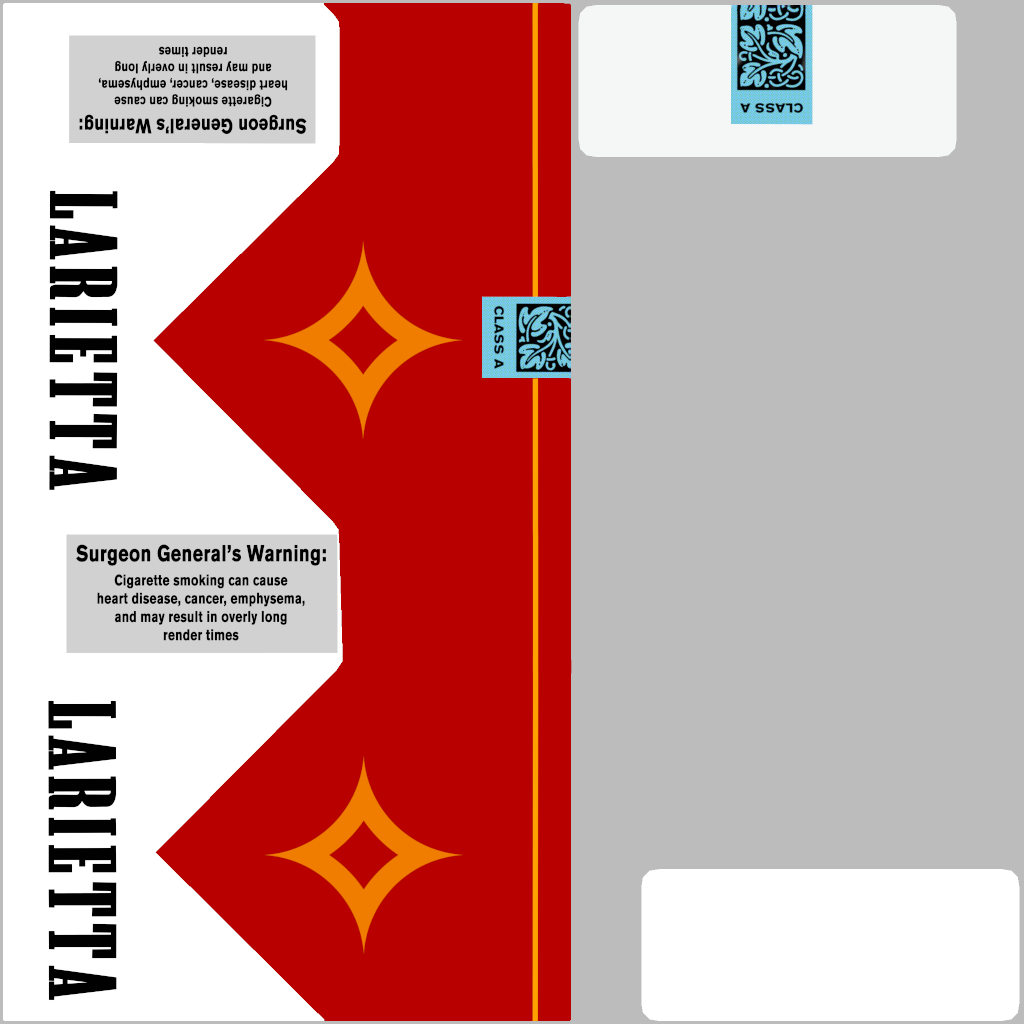 Surgeon General's Warning:
Cigarette smoking can cause
heart disease, cancer, emphysema,
and may result in overly long
render times
CLASS A
LARIETTA
CLASS A
Surgeon General’s Warning:
Cigarette smoking can cause
heart disease, cancer, emphysema,
and may result in overly long
render times
LARIETTA